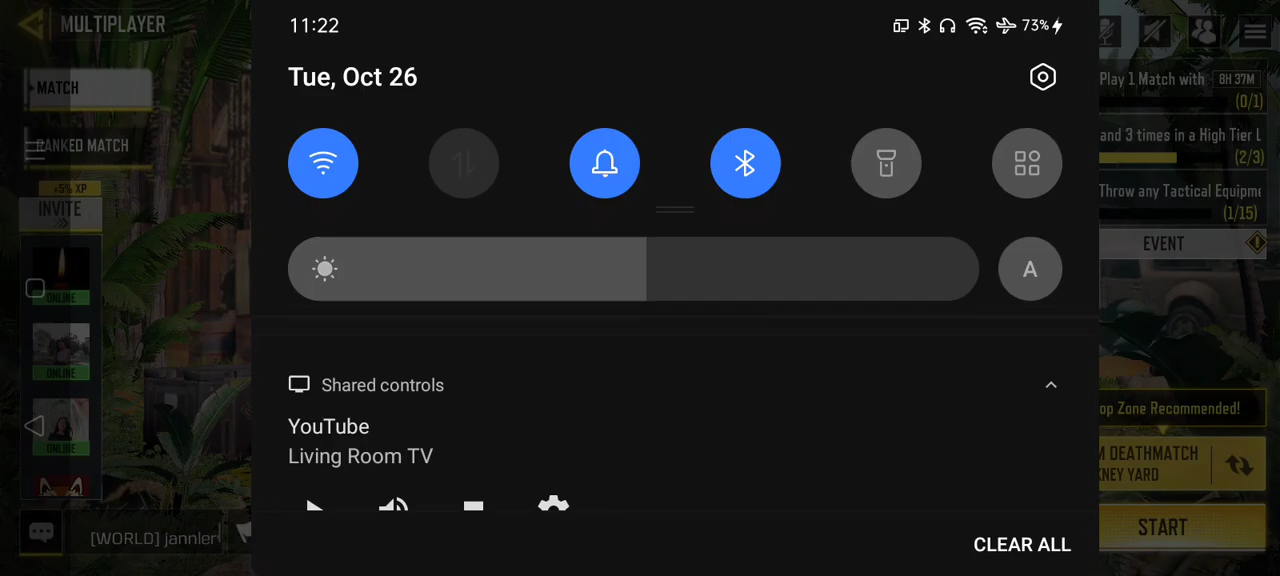 MULTIPLAYER
11:22
73%
Tue, Oct 26
MATCH
RANKED MATCH
+5% XP
INVITE
ONLINE
ONLINE
ONLINE
Play 1 Match with 8H 37M
(0/1)
and 3 times in a High Tier L
(2/3)
Throw any Tactical Equipme
(1/15)
EVENT
A
Shared controls
YouTube
Living Room TV
op Zone Recommended!
M DEATHMATCH
KNEY YARD
START
[WORLD] jannler
CLEAR ALL